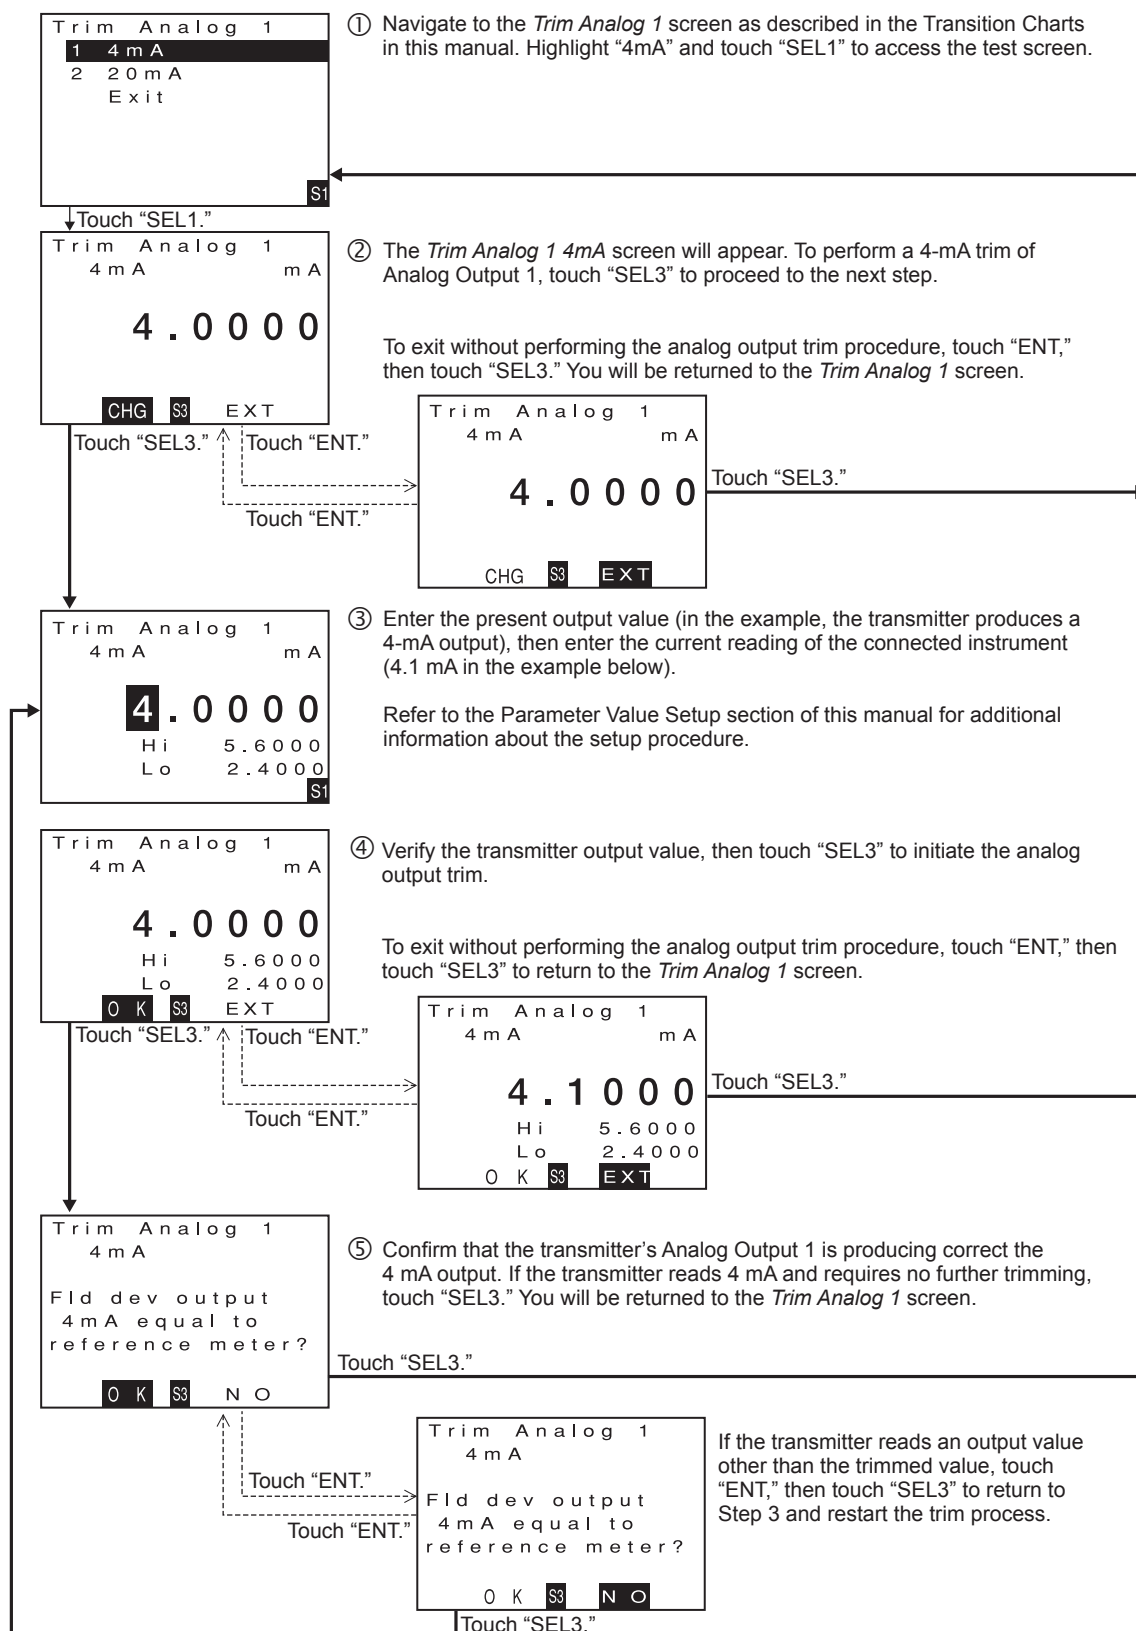 Trim Analog 1
1 4mA
2 20mA
Exit
S1
① Navigate to the Trim Analog 1 screen as described in the Transition Charts
in this manual. Highlight “4mA” and touch “SEL1” to access the test screen.
Touch “SEL1.”
Trim Analog 1
4mA mA
4.0000
CHG S3 EXT
② The Trim Analog 1 4mA screen will appear. To perform a 4-mA trim of
Analog Output 1, touch “SEL3” to proceed to the next step.
To exit without performing the analog output trim procedure, touch “ENT,”
then touch “SEL3.” You will be returned to the Trim Analog 1 screen.
Touch “SEL3.”
Touch “ENT.”
Touch “ENT.”
Trim Analog 1
4mA mA
4.0000
CHG S3 EXT
Touch “SEL3.”
Trim Analog 1
4mA mA
4.0000
Hi 5.6000
Lo 2.4000
S1
③ Enter the present output value (in the example, the transmitter produces a
4-mA output), then enter the current reading of the connected instrument
(4.1 mA in the example below).
Refer to the Parameter Value Setup section of this manual for additional
information about the setup procedure.
Trim Analog 1
4mA mA
4.0000
Hi 5.6000
Lo 2.4000
OK S3 EXT
④ Verify the transmitter output value, then touch “SEL3” to initiate the analog
output trim.
To exit without performing the analog output trim procedure, touch “ENT,” then
touch “SEL3” to return to the Trim Analog 1 screen.
Touch “SEL3.”
Touch “ENT.”
Touch “ENT.”
Trim Analog 1
4mA mA
4.1000
Hi 5.6000
Lo 2.4000
OK S3 EXT
Touch “SEL3.”
Trim Analog 1
4mA
Fld dev output
4mA equal to
reference meter?
OK S3 NO
⑤ Confirm that the transmitter’s Analog Output 1 is producing correct the
4 mA output. If the transmitter reads 4 mA and requires no further trimming,
touch “SEL3.” You will be returned to the Trim Analog 1 screen.
Touch “SEL3.”
Touch “ENT.”
Touch “ENT.”
Trim Analog 1
4mA
Fld dev output
4mA equal to
reference meter?
OK S3 NO
Touch “SEL3.”
If the transmitter reads an output value
other than the trimmed value, touch
“ENT,” then touch “SEL3” to return to
Step 3 and restart the trim process.